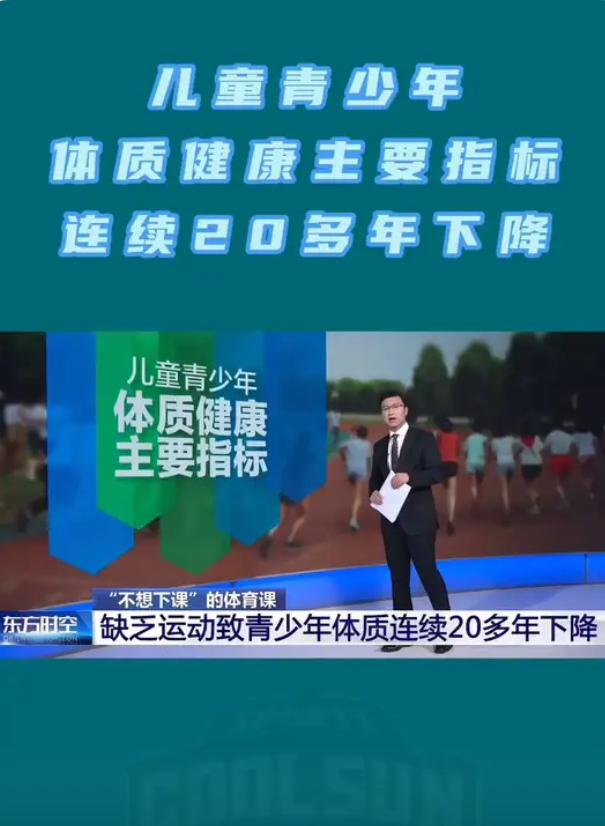 儿童青少年
体质健康主要指标
连续20多年下降
儿童青少年
体质健康
主要指标
“不想下课”的体育课
东方时空
缺乏运动致青少年体质连续20多年下降
COOLSUN